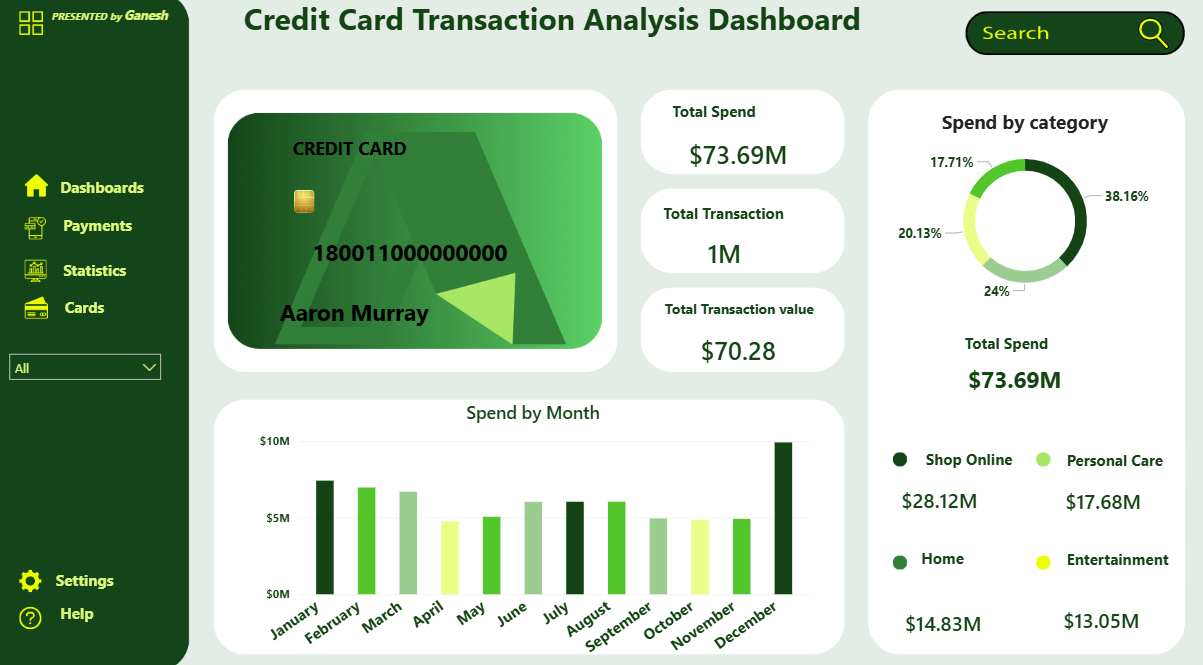 PRESENTED by Ganesh
Credit Card Transaction Analysis Dashboard
Search
Dashboards
Payments
Statistics
Cards
All
Settings
Help
CREDIT CARD
180011000000000
Aaron Murray
Total Spend
$73.69M
Total Transaction
1M
Total Transaction value
$70.28
Spend by Month
$10M
$5M
$0M
January
February
March
April
May
June
July
August
September
October
November
December
Spend by category
17.71%
38.16%
20.13%
24%
Total Spend
$73.69M
Shop Online
Personal Care
$28.12M
$17.68M
Home
Entertainment
$14.83M
$13.05M